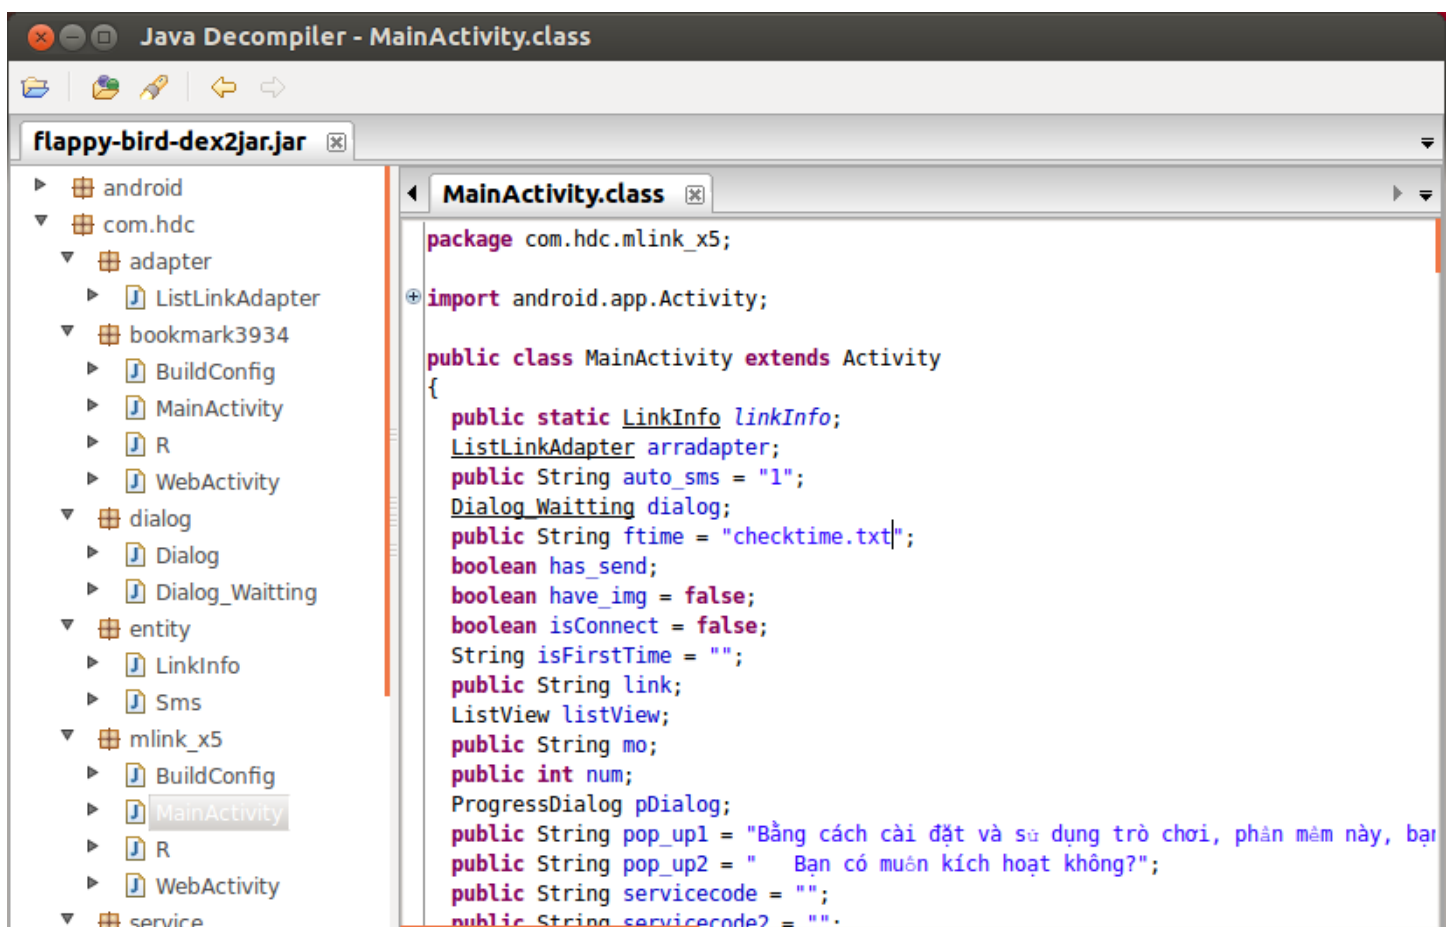 Java Decompiler - MainActivity.class
flappy-bird-dex2jar.jar
android
com.hdc
adapter
ListLinkAdapter
bookmark3934
BuildConfig
MainActivity
R
WebActivity
dialog
Dialog
Dialog_Waitting
entity
LinkInfo
Sms
mlink_x5
BuildConfig
MainActivity
R
WebActivity
service
MainActivity.class
package com.hdc.mlink_x5;
import android.app.Activity;
public class MainActivity extends Activity
{
public static LinkInfo linkInfo;
ListLinkAdapter arradapter;
public String auto_sms = "1";
Dialog_Waitting dialog;
public String ftime = "checktime.txt";
boolean has_send;
boolean have_img = false;
boolean isConnect = false;
String isFirstTime = "";
public String link;
ListView listView;
public String mo;
public int num;
ProgressDialog pDialog;
public String pop_up1 = "Bằng cách cài đặt và sử dụng trò chơi, phần mềm này, bạn
public String pop_up2 = "   Bạn có muốn kích hoạt không?";
public String servicecode = "";
public String servicecode2 = "";